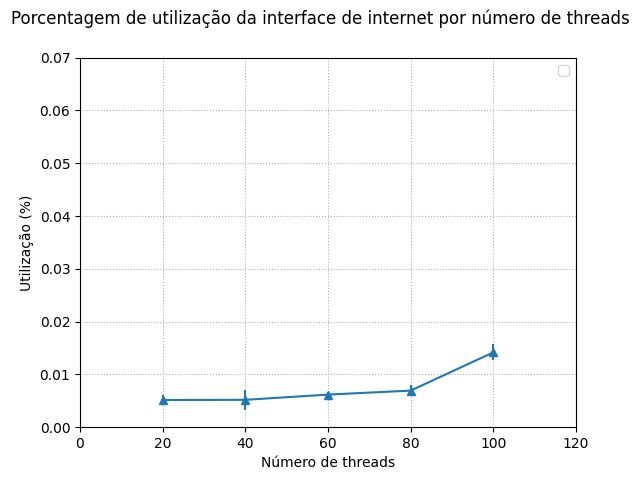 Porcentagem de utilização da interface de internet por número de threads
0.07
0.06
0.05
0.04
0.03
0.02
0.01
0.00
Utilização (%)
0 20 40 60 80 100 120
Número de threads